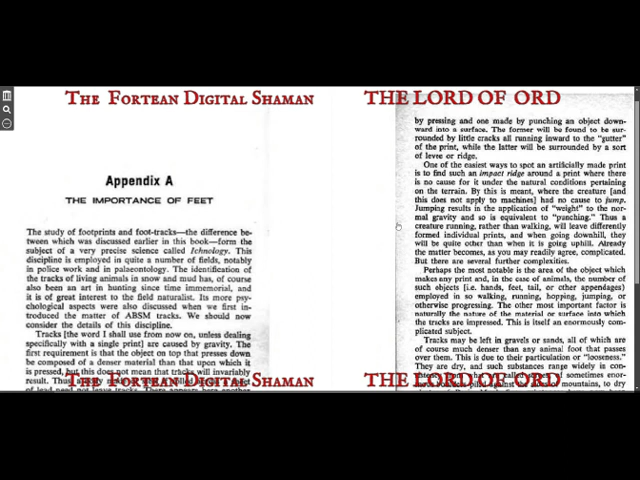 THE FORTEAN DIGITAL SHAMAN
Appendix A
THE IMPORTANCE OF FEET
The study of footprints and foot-tracks—the difference be-
tween which was discussed earlier in this book—form the
subject of a very precise science called Ichnology. This
discipline is employed in quite a number of fields, notably
in police work and in palaeontology. The identification of
the tracks of living animals in snow and mud has, of course
also been an art in hunting since time immemorial, and
it is of great interest to the field naturalist. Its more psy-
chological aspects were also discussed when we first in-
troduced the matter of ABSM tracks. We should now
consider the details of this discipline.
Tracks [the word I shall use from now on, unless dealing
specifically with a single print] are caused by gravity. The
first requirement is that the object on top that presses down
be composed of a denser material than that upon which it
is pressed, but this does not mean that tracks will invariably
result.
THE FORTEAN DIGITAL SHAMAN
THE LORD OF ORD
by pressing and one made by punching an object down-
ward into a surface. The former will be found to be sur-
rounded by little cracks all running inward to the "gutter"
of the print, while the latter will be surrounded by a sort
of levee or ridge.
One of the easiest ways to spot an artificially made print
is to find such an impact ridge around a print where there
is no cause for it under the natural conditions pertaining
on the terrain. By this is meant, where the creature [and
this does not apply to machines] had no cause to jump.
Jumping results in the application of "weight" to the nor-
mal gravity and so is equivalent to "punching." Thus a
creature running, rather than walking, will leave differently
formed individual prints, and when going downhill, they
will be quite other than when it is going uphill. Already
the matter becomes, as you may readily agree, complicated.
But there are several further complexities.
Perhaps the most notable is the area of the object which
makes any print and, in the case of animals, the number of
such objects [i.e. hands, feet, tail, or other appendages]
employed in so walking, running, hopping, jumping, or
otherwise progressing. The other most important factor is
naturally the nature of the material or surface into which
the tracks are impressed. This is itself an enormously com-
plicated subject.
Tracks may be left in gravels or sands, all of which are
of course much denser than any animal foot that passes
over them. This is due to their particulation or "looseness."
They are dry, and such substances range widely in con-
of sometimes enor-
of mountains, to dry
THE LORD OF ORD